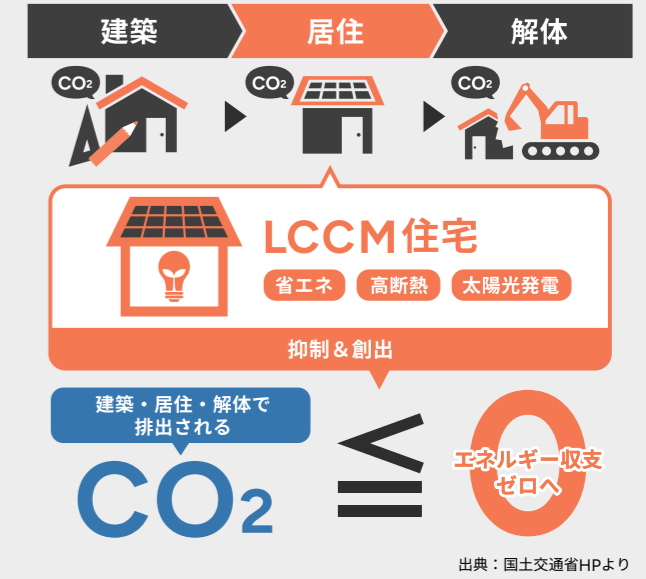 建築
居住
解体
CO2
CO2
CO2
LCCM住宅
省エネ
高断熱
太陽光発電
抑制＆創出
建築・居住・解体で
排出される
CO2
≦
0
エネルギー収支
ゼロへ
出典：国土交通省HPより